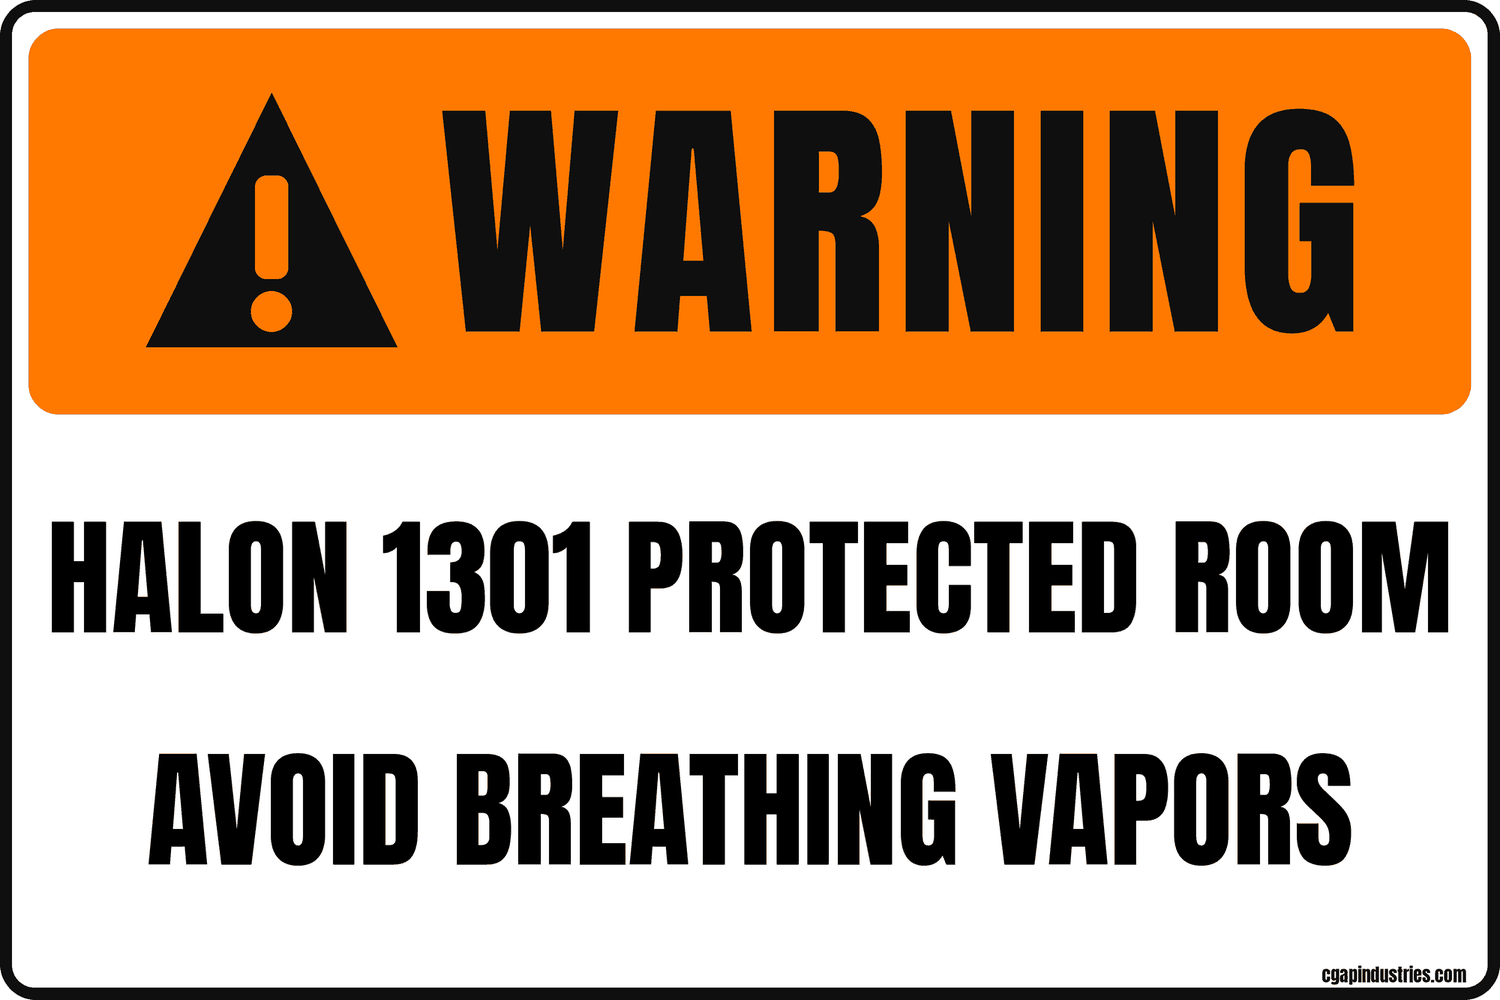 WARNING
HALON 1301 PROTECTED ROOM
AVOID BREATHING VAPORS
cgapindustries.com